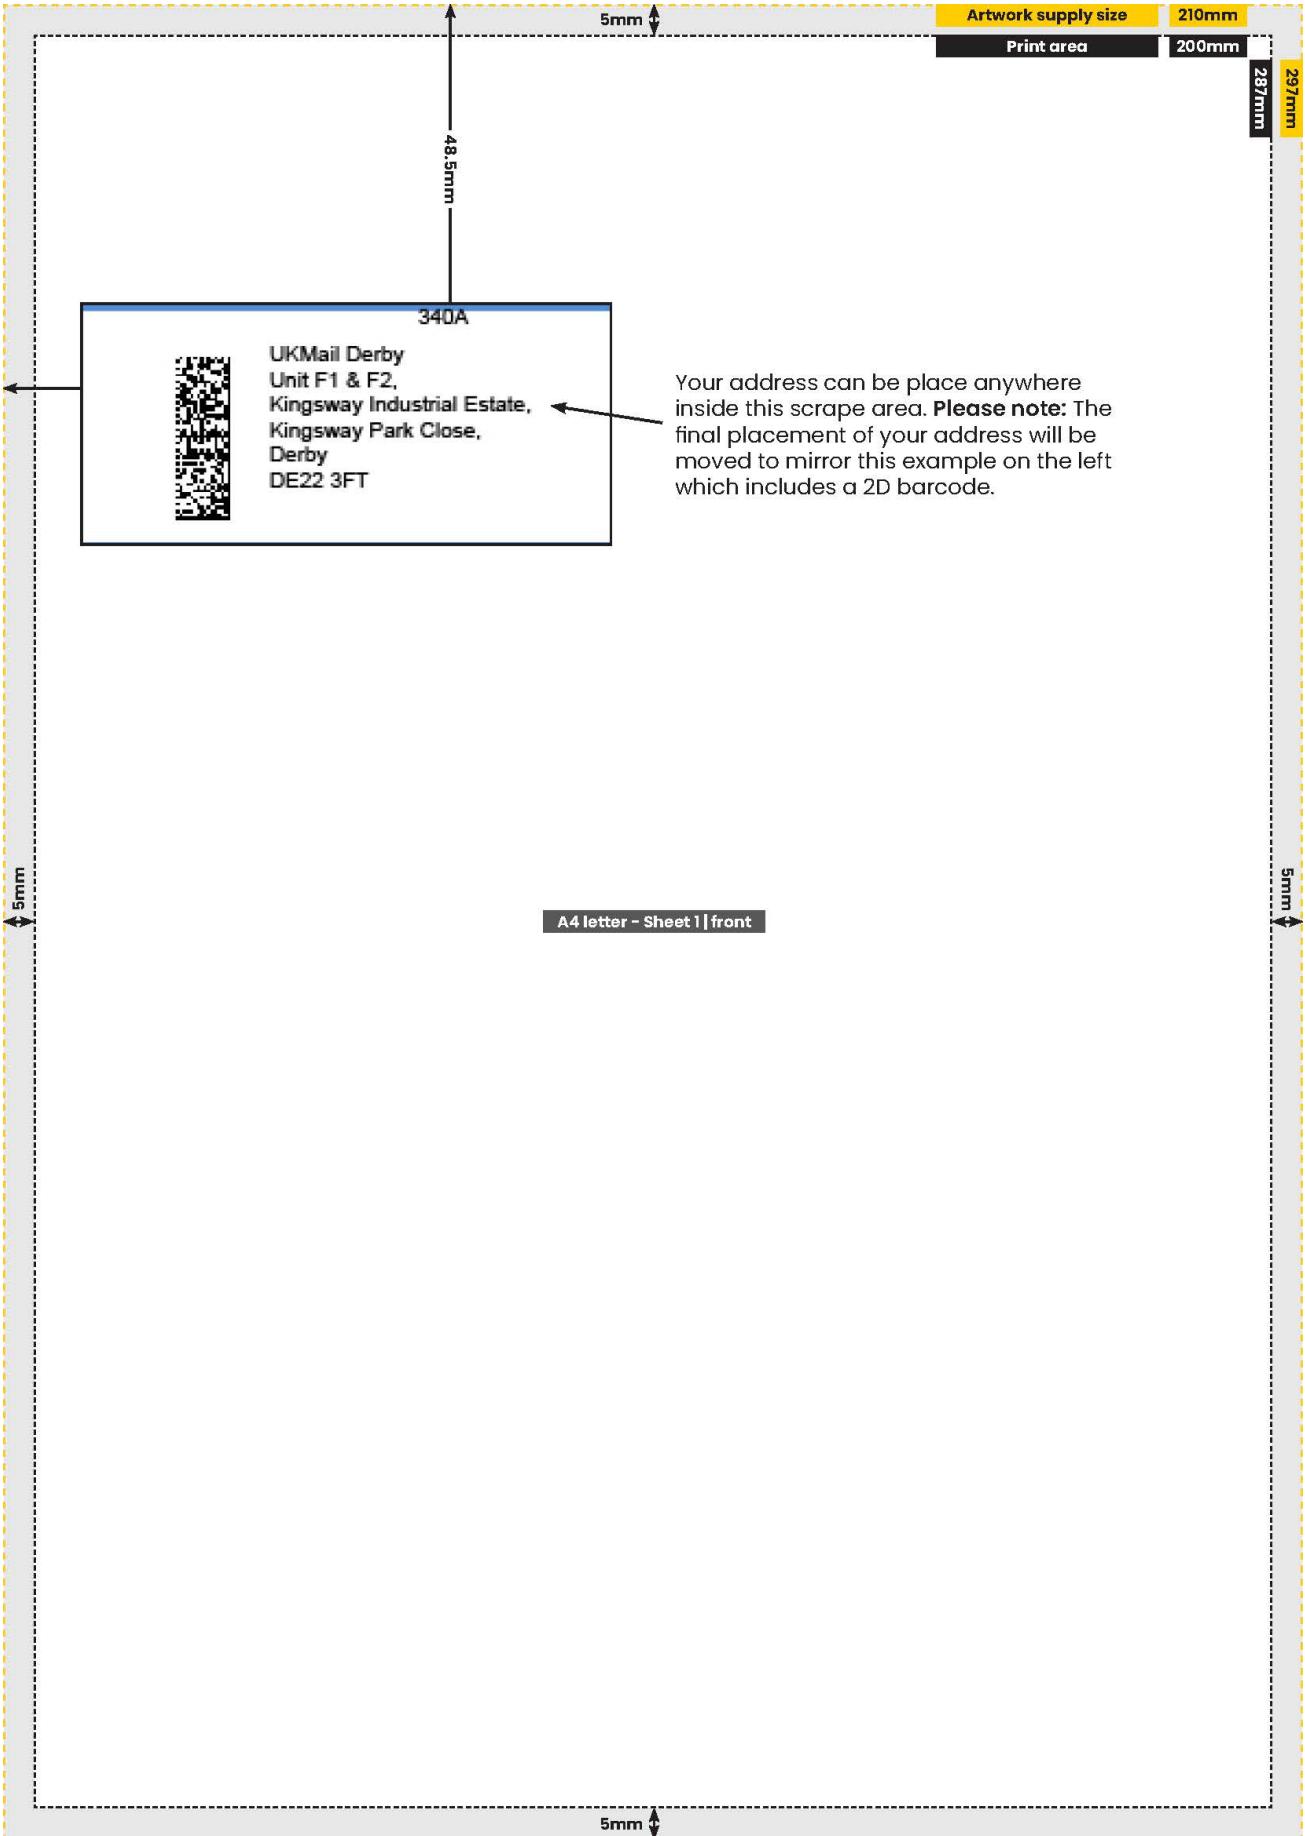 5mm
Artwork supply size 210mm
Print area 200mm
287mm
297mm
48.5mm
340A
UKMail Derby
Unit F1 & F2,
Kingsway Industrial Estate,
Kingsway Park Close,
Derby
DE22 3FT
Your address can be place anywhere
inside this scrape area. Please note: The
final placement of your address will be
moved to mirror this example on the left
which includes a 2D barcode.
5mm
5mm
A4 letter - Sheet 1 | front
5mm